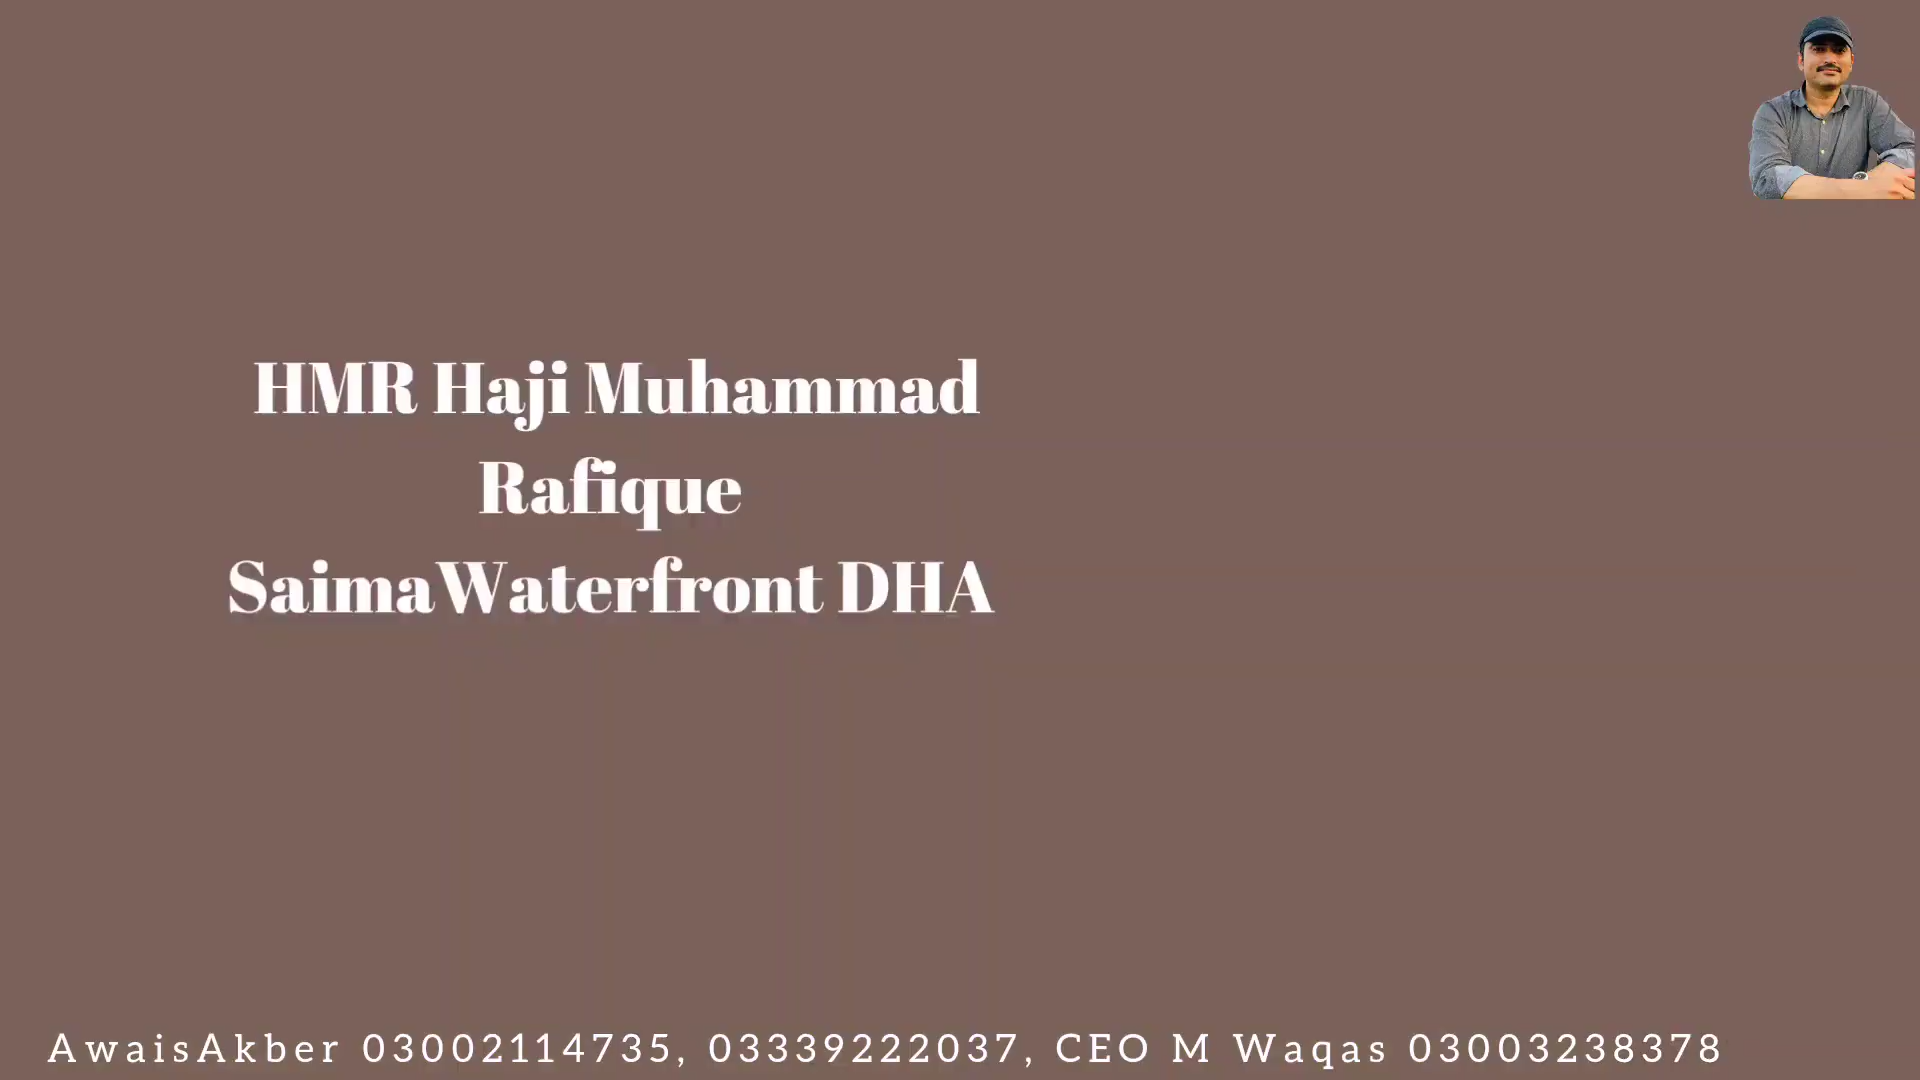 HMR Haji Muhammad
Rafique
SaimaWaterfront DHA
AwaisAkber 03002114735, 03339222037, CEO M Waqas 03003238378